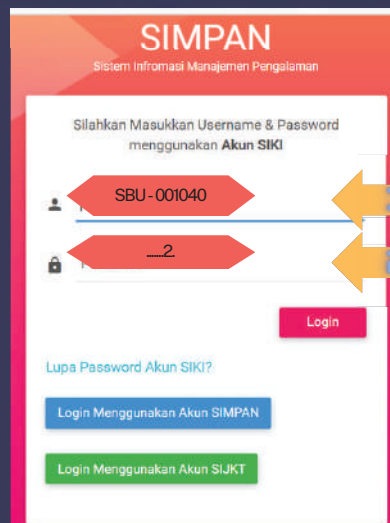 SIMPAN
Sistem Infromasi Manajemen Pengalaman
Silahkan Masukkan Username & Password
menggunakan Akun SIKI
SBU-001040
......2.
Login
Lupa Password Akun SIKI?
Login Menggunakan Akun SIMPAN
Login Menggunakan Akun SIJKT